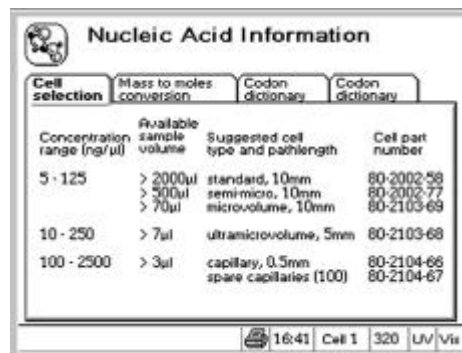 Nucleic Acid Information
Cell selection
Mass to moles conversion
Codon dictionary
Codon dictionary
Concentration range (ng/µl) Available sample volume Suggested cell type and pathlength Cell part number
5 - 125 > 2000µl standard, 10mm 80-2002-58
> 500µl semi-micro, 10mm 80-2002-77
> 70µl microvolume, 10mm 80-2103-69
10 - 250 > 7µl ultramicrovolume, 5mm 80-2103-68
100 - 2500 > 3µl capillary, 0.5mm 80-2104-66
spare capillaries (100) 80-2104-67
16:41 Cell 1 320 UV Vis